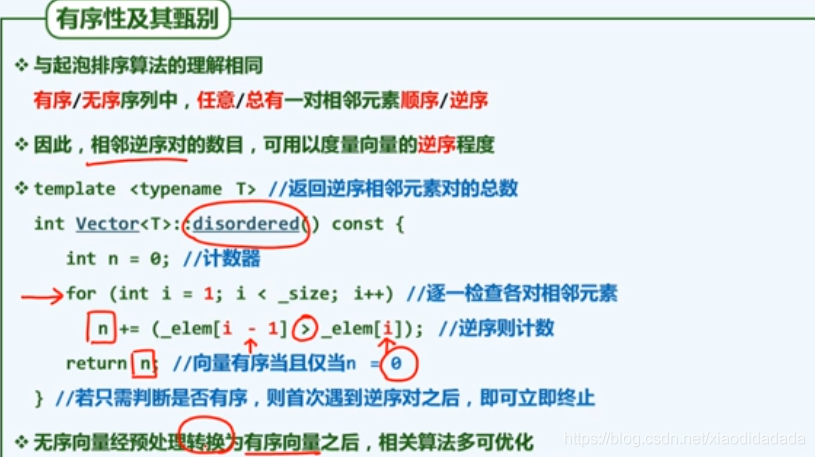 有序性及其甄别
❖ 与起泡排序算法的理解相同
有序/无序序列中，任意/总有一对相邻元素顺序/逆序
❖ 因此，相邻逆序对的数目，可用以度量向量的逆序程度
❖ template <typename T> //返回逆序相邻元素对的总数
int Vector<T>::disordered() const {
int n = 0; //计数器
for (int i = 1; i < _size; i++) //逐一检查各对相邻元素
n += (_elem[i - 1] > _elem[i]); //逆序则计数
return n; //向量有序当且仅当n = 0
} //若只需判断是否有序，则首次遇到逆序对之后，即可立即终止
❖ 无序向量经预处理转换为有序向量之后，相关算法多可优化
https://blog.csdn.net/xiaodidadada